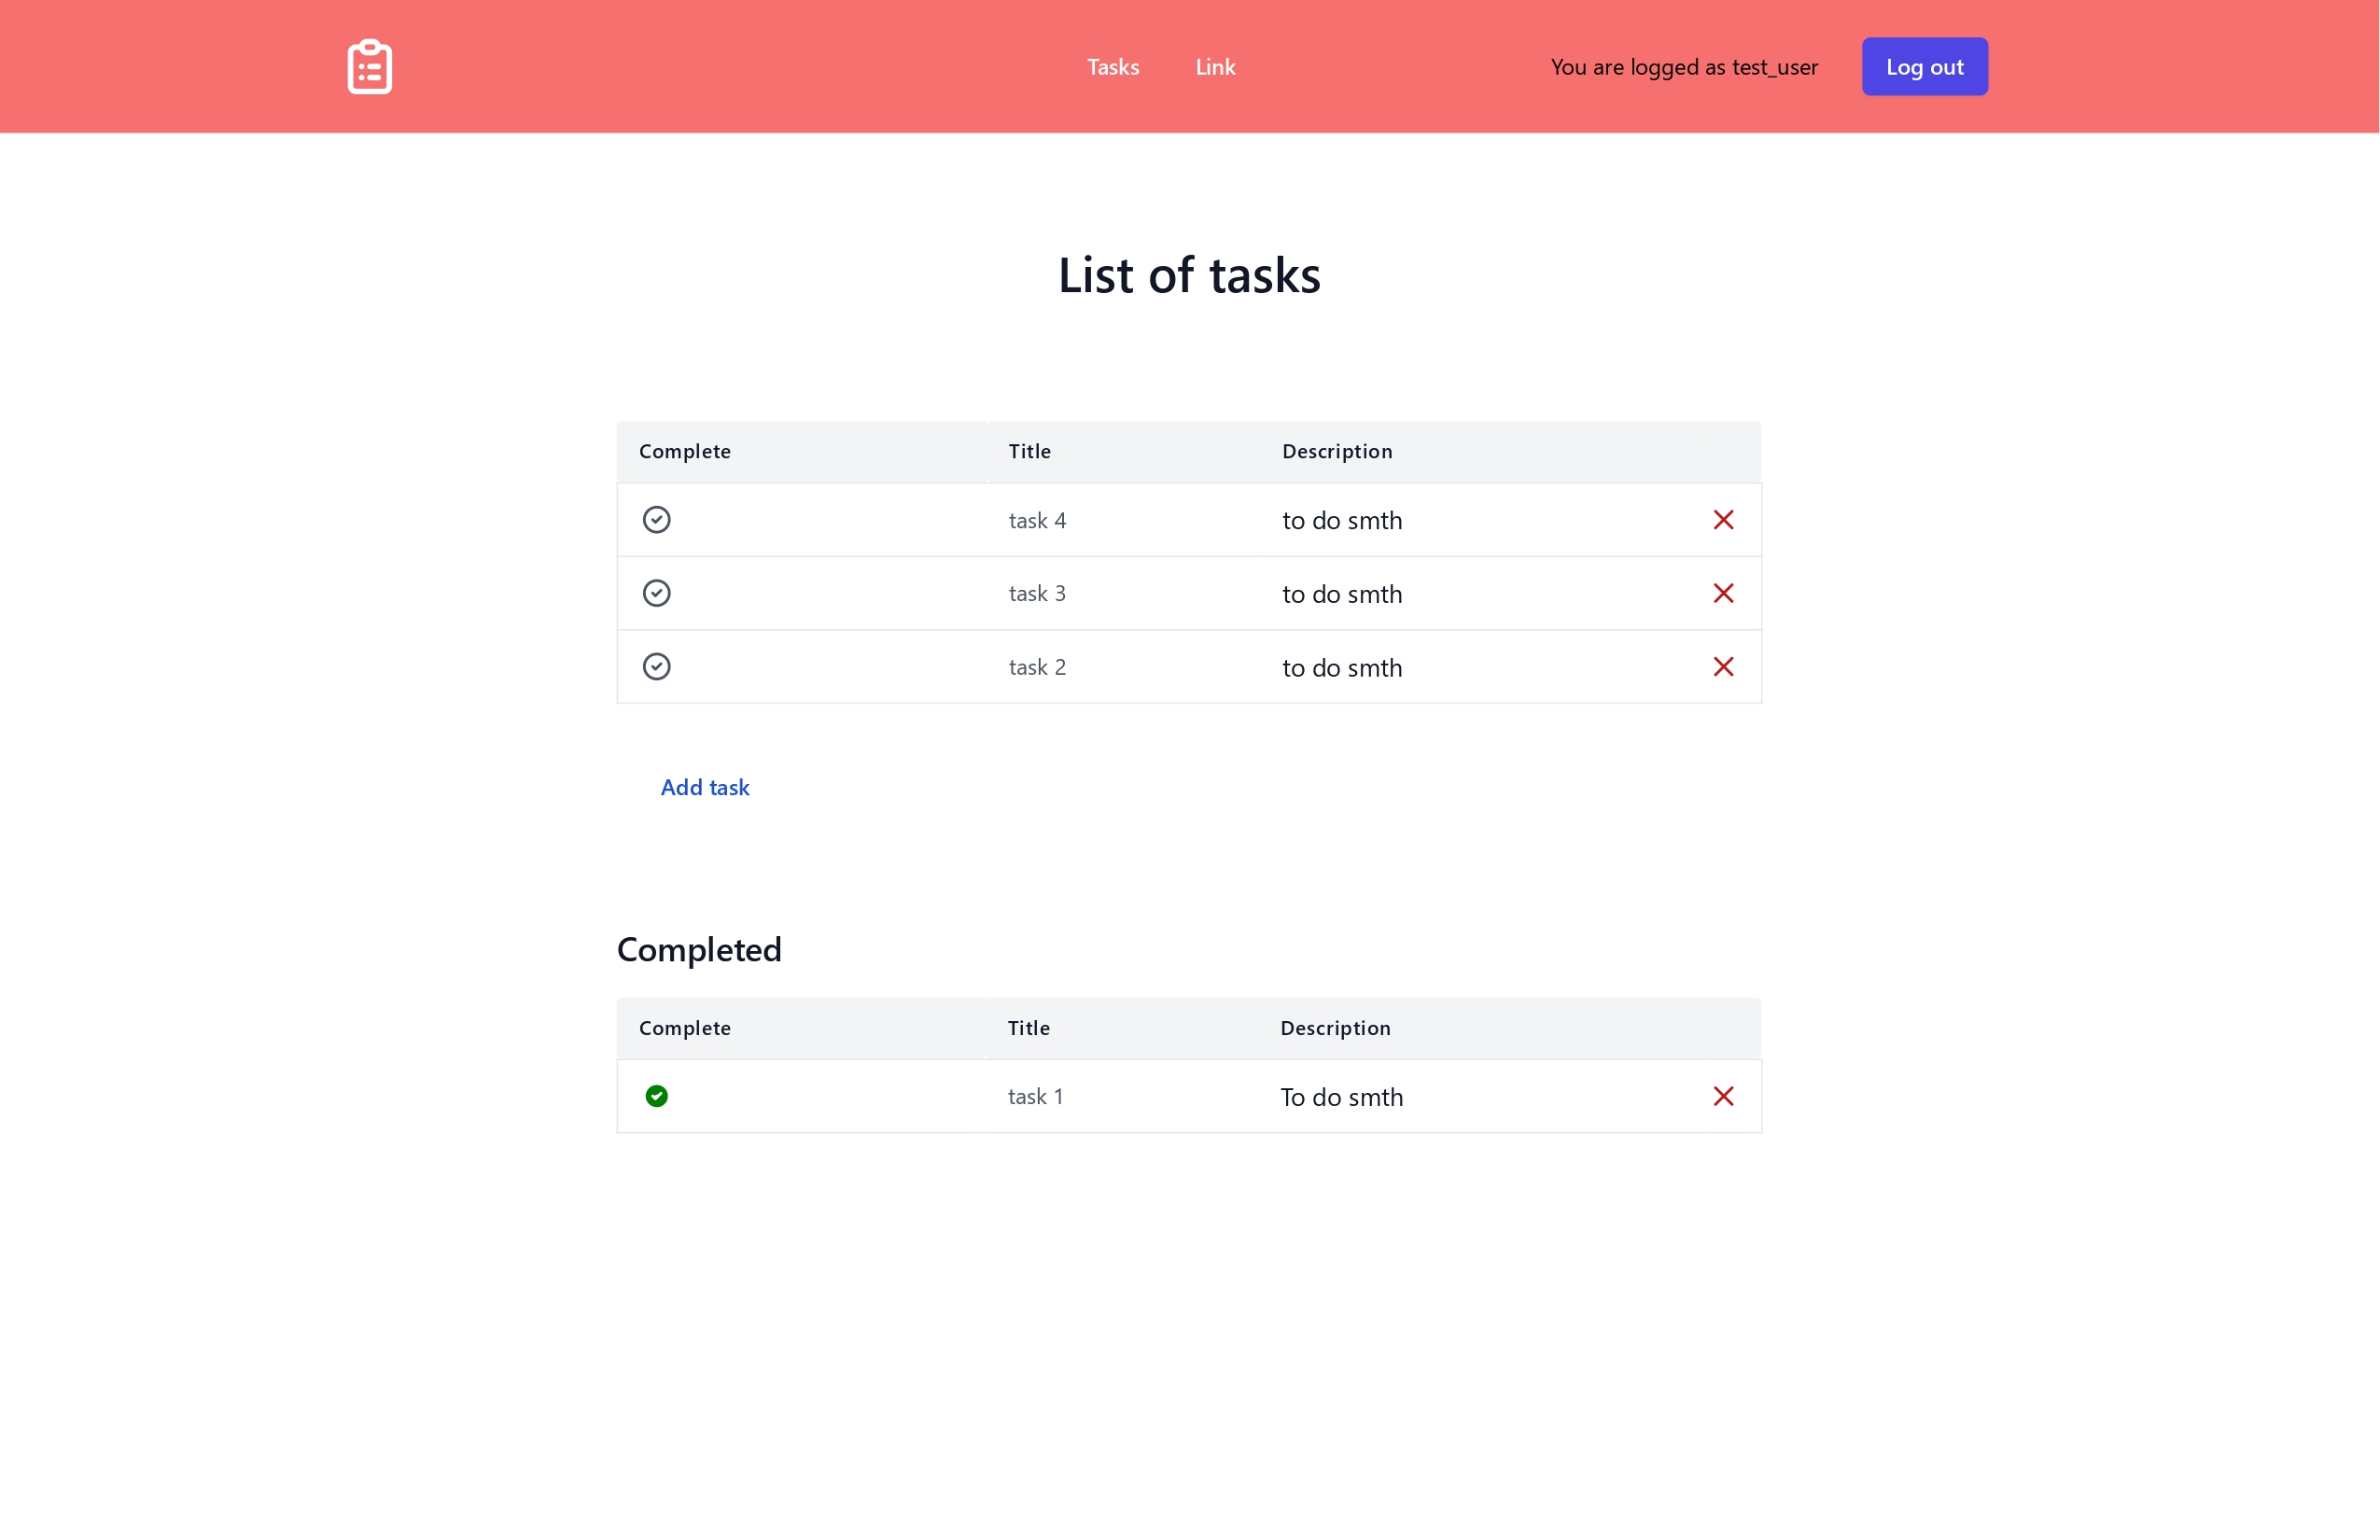 Tasks Link You are logged as test_user Log out
List of tasks
Complete Title Description
task 4 to do smth
task 3 to do smth
task 2 to do smth
Add task
Completed
Complete Title Description
task 1 To do smth